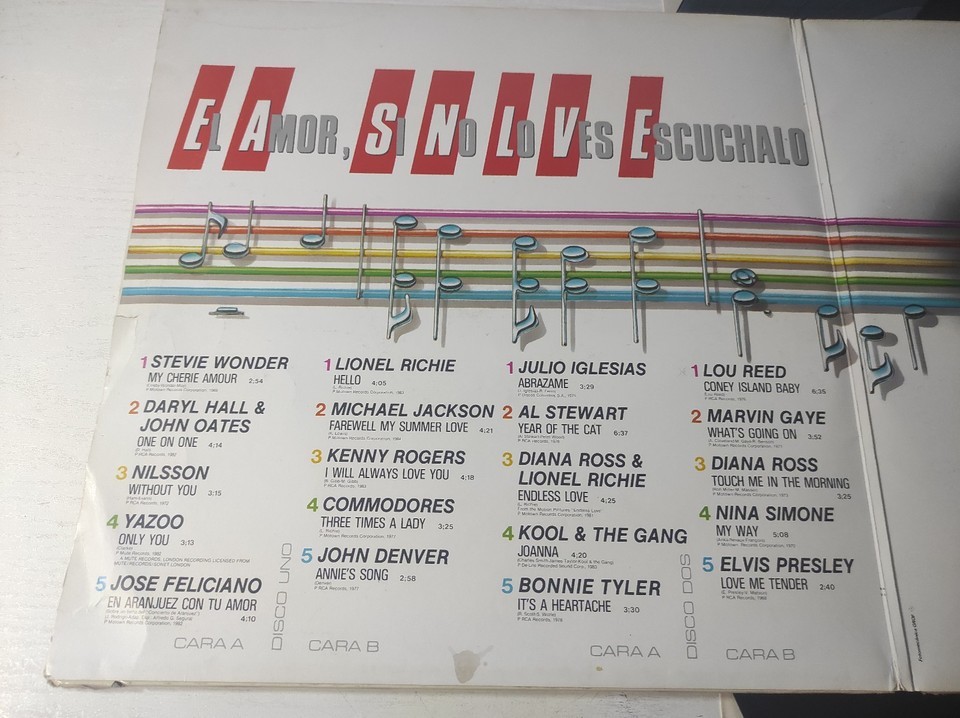 EL AMOR, SI NO LO VES ESCUCHALO
1 STEVIE WONDER
MY CHERIE AMOUR 2:54
2 DARYL HALL &
JOHN OATES
ONE ON ONE 4:14
3 NILSSON
WITHOUT YOU 3:15
4 YAZOO
ONLY YOU 3:13
5 JOSE FELICIANO
EN ARANJUEZ CON TU AMOR
4:10
CARA A
DISCO UNO
1 LIONEL RICHIE
HELLO 4:05
2 MICHAEL JACKSON
FAREWELL MY SUMMER LOVE 4:21
3 KENNY ROGERS
I WILL ALWAYS LOVE YOU 4:18
4 COMMODORES
THREE TIMES A LADY 3:25
5 JOHN DENVER
ANNIE'S SONG 2:58
CARA B
1 JULIO IGLESIAS
ABRAZAME 3:29
2 AL STEWART
YEAR OF THE CAT 6:37
3 DIANA ROSS &
LIONEL RICHIE
ENDLESS LOVE 4:25
4 KOOL & THE GANG
JOANNA 4:20
5 BONNIE TYLER
IT'S A HEARTACHE 3:30
CARA A
DISCO DOS
1 LOU REED
CONEY ISLAND BABY 6:35
2 MARVIN GAYE
WHAT'S GOING ON 3:52
3 DIANA ROSS
TOUCH ME IN THE MORNING
3:25
4 NINA SIMONE
MY WAY 5:08
5 ELVIS PRESLEY
LOVE ME TENDER 2:40
CARA B